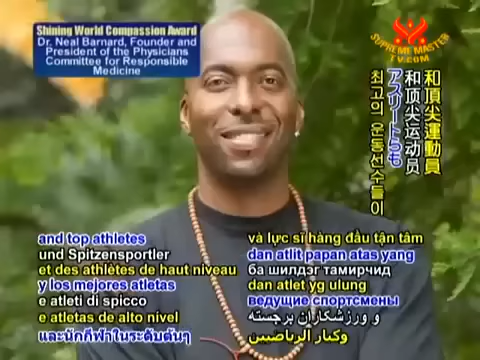 Shining World Compassion Award
Dr. Neal Barnard, Founder and
President of the Physicians
Committee for Responsible
Medicine
SUPREME MASTER
TV.COM
和頂尖運動員
和顶尖运动员
アスリートらも
최고의 운동선수들이
and top athletes
und Spitzensportler
et des athlètes de haut niveau
y los mejores atletas
e atleti di spicco
e atletas de alto nível
และนักกีฬาในระดับต้นๆ
và lực sĩ hàng đầu tận tâm
dan atlit papan atas yang
ба шилдэг тамирчид
dan atlet yg ulung
ведущие спортсмены
و ورزشکاران برجسته
وكبار الرياضيين